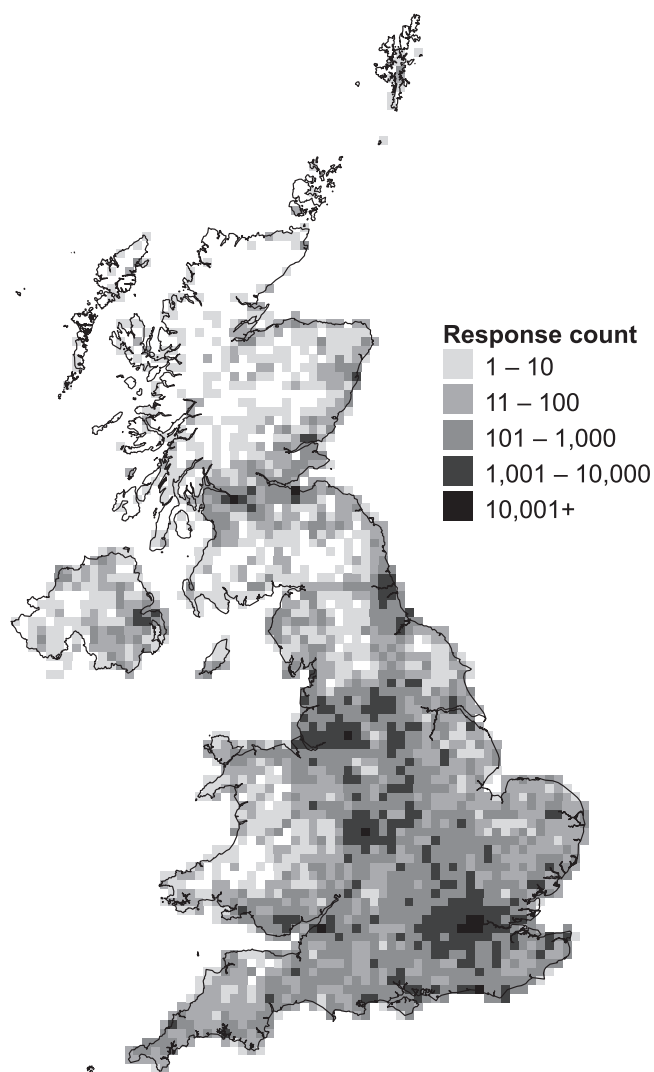 Response count
1 – 10
11 – 100
101 – 1,000
1,001 – 10,000
10,001+